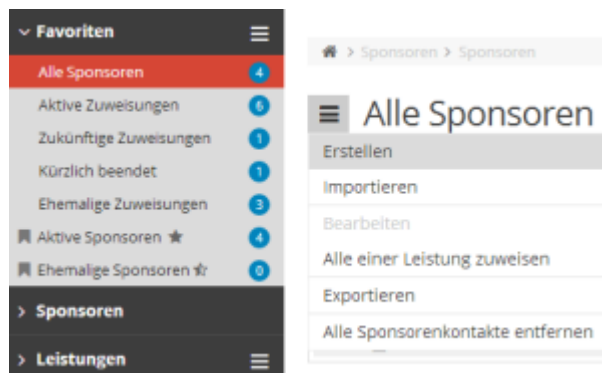 Favoriten
Alle Sponsoren 4
Aktive Zuweisungen 6
Zukünftige Zuweisungen 1
Kürzlich beendet 1
Ehemalige Zuweisungen 3
Aktive Sponsoren 4
Ehemalige Sponsoren 0
Sponsoren
Leistungen
> Sponsoren > Sponsoren
Alle Sponsoren
Erstellen
Importieren
Bearbeiten
Alle einer Leistung zuweisen
Exportieren
Alle Sponsorenkontakte entfernen